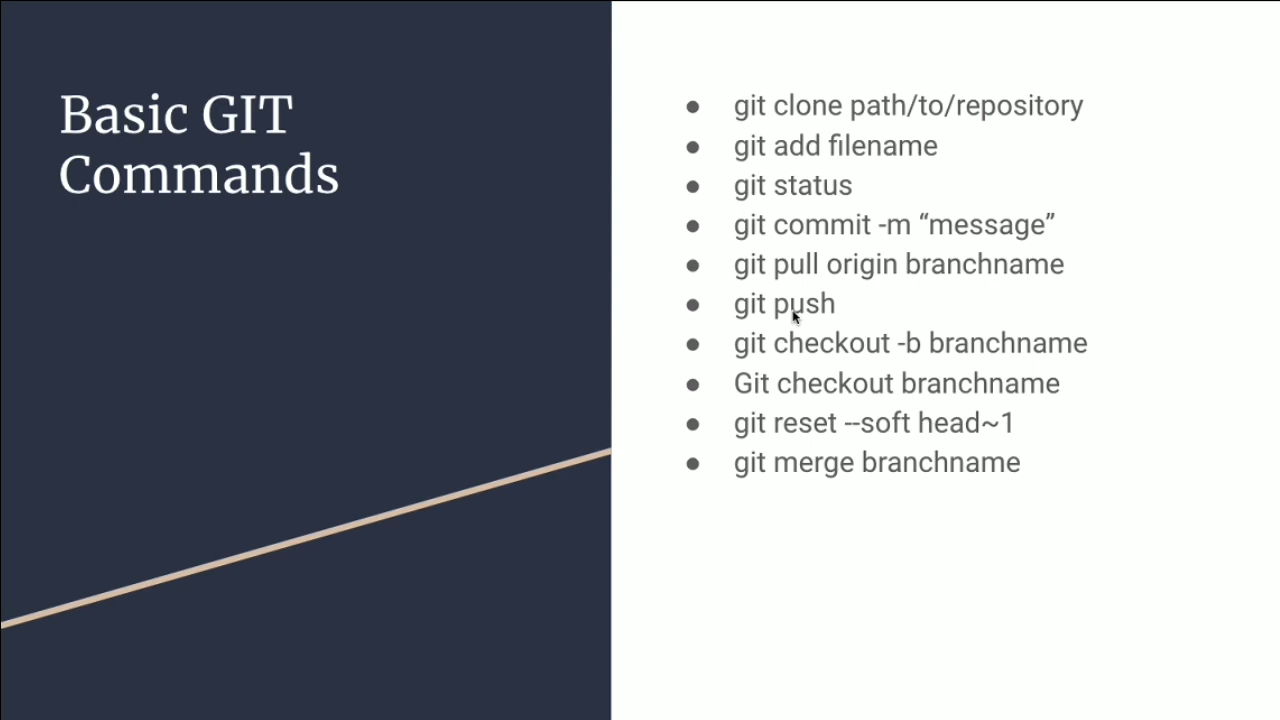 Basic GIT
Commands
● git clone path/to/repository
● git add filename
● git status
● git commit -m “message”
● git pull origin branchname
● git push
● git checkout -b branchname
● Git checkout branchname
● git reset --soft head~1
● git merge branchname